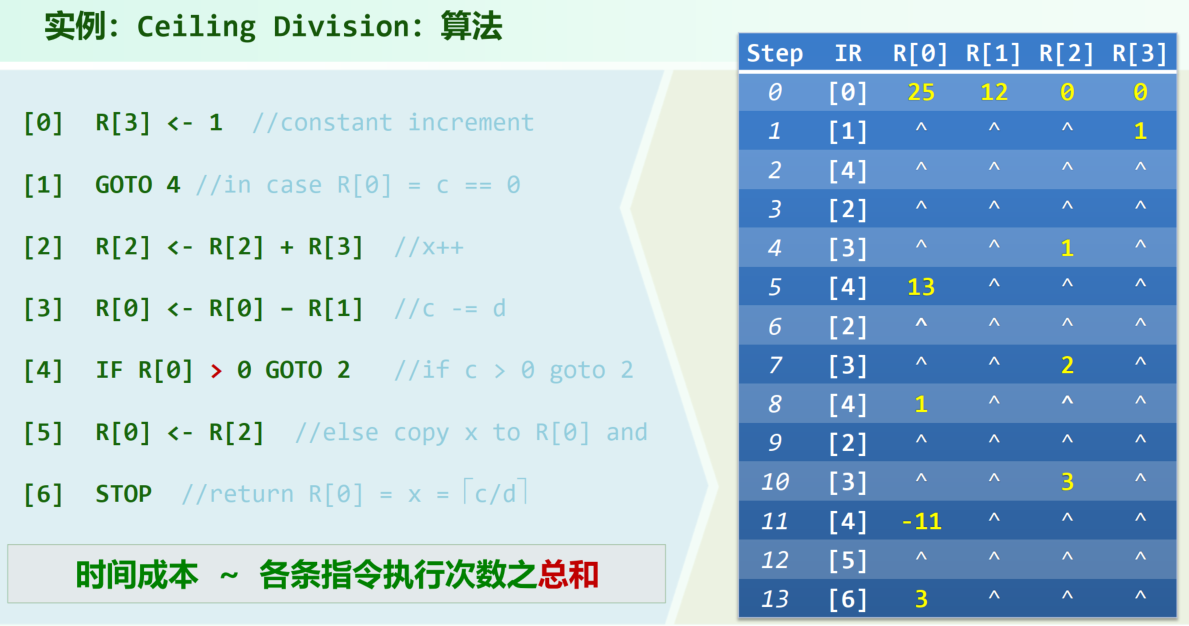 实例：Ceiling Division：算法
[0] R[3] <- 1 //constant increment
[1] GOTO 4 //in case R[0] = c == 0
[2] R[2] <- R[2] + R[3] //x++
[3] R[0] <- R[0] – R[1] //c -= d
[4] IF R[0] > 0 GOTO 2 //if c > 0 goto 2
[5] R[0] <- R[2] //else copy x to R[0] and
[6] STOP //return R[0] = x = ⌈c/d⌉
时间成本 ~ 各条指令执行次数之总和
Step IR R[0] R[1] R[2] R[3]
0 [0] 25 12 0 0
1 [1] ^ ^ ^ 1
2 [4] ^ ^ ^ ^
3 [2] ^ ^ ^ ^
4 [3] ^ ^ 1 ^
5 [4] 13 ^ ^ ^
6 [2] ^ ^ ^ ^
7 [3] ^ ^ 2 ^
8 [4] 1 ^ ^ ^
9 [2] ^ ^ ^ ^
10 [3] ^ ^ 3 ^
11 [4] -11 ^ ^ ^
12 [5] ^ ^ ^ ^
13 [6] 3 ^ ^ ^